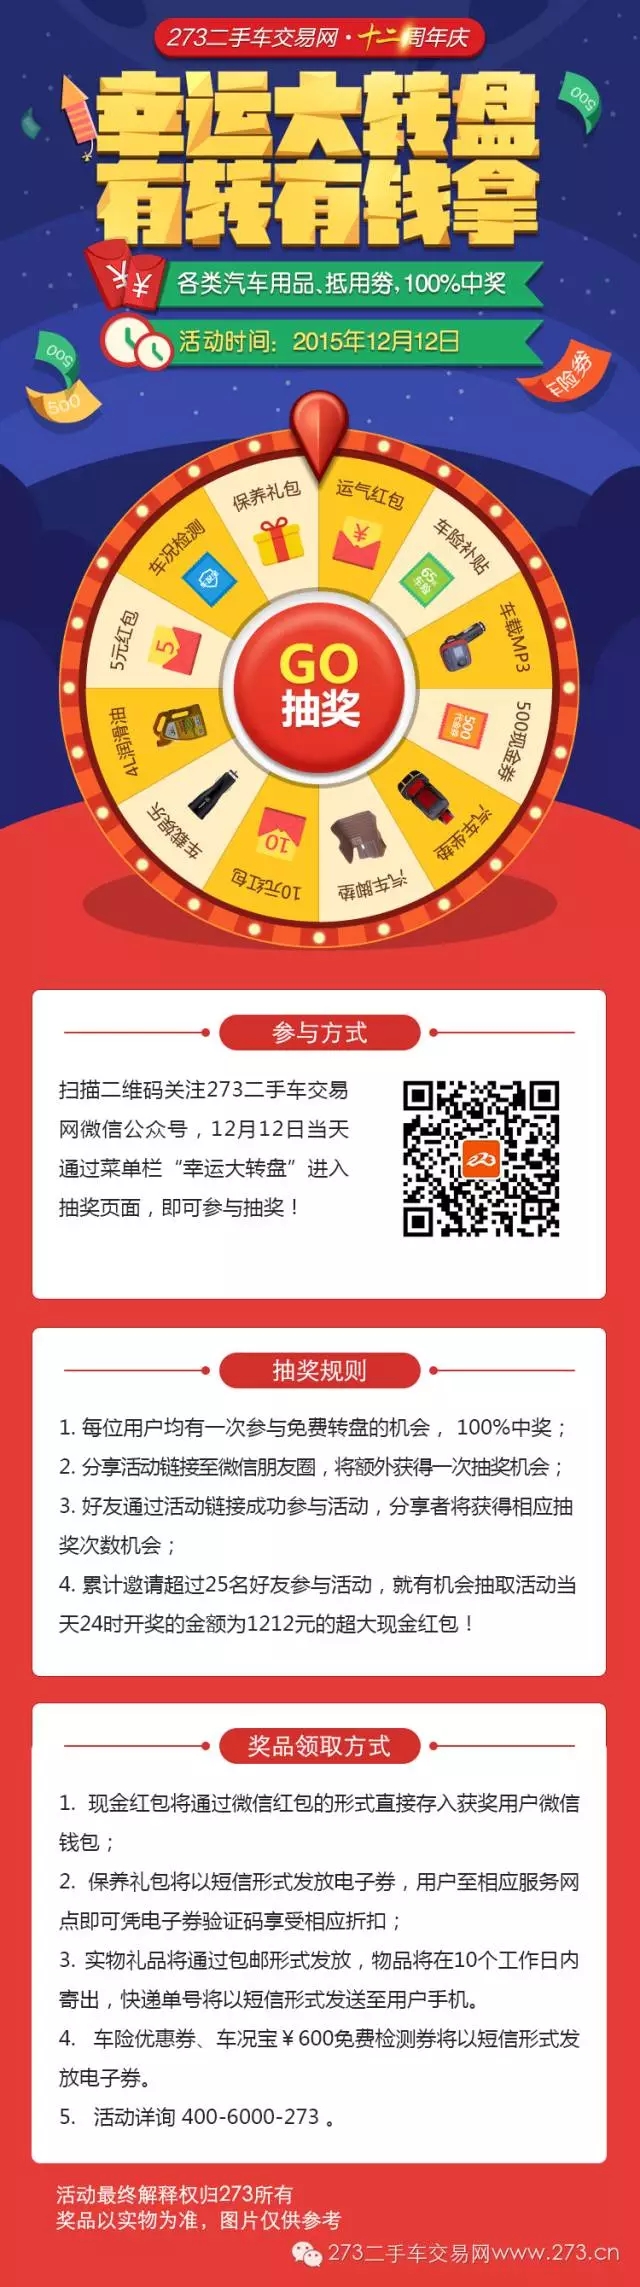 273二手车交易网·十二周年庆
幸运大转盘
有转有钱拿
各类汽车用品、抵用券,100%中奖
活动时间：2015年12月12日
500
500
500
车险券
保养礼包
运气红包
车险补贴
65元
车险
车载MP3
500现金券
500
代金券
汽车坐垫
汽车脚垫
10元红包
10
车载娱乐
4L润滑油
5元红包
5
车况检测
GO
抽奖
参与方式
扫描二维码关注273二手车交易
网微信公众号，12月12日当天
通过菜单栏“幸运大转盘”进入
抽奖页面，即可参与抽奖！
抽奖规则
1. 每位用户均有一次参与免费转盘的机会， 100%中奖；
2. 分享活动链接至微信朋友圈，将额外获得一次抽奖机会；
3. 好友通过活动链接成功参与活动，分享者将获得相应抽
奖次数机会；
4. 累计邀请超过25名好友参与活动，就有机会抽取活动当
天24时开奖的金额为1212元的超大现金红包！
奖品领取方式
1. 现金红包将通过微信红包的形式直接存入获奖用户微信
钱包；
2. 保养礼包将以短信形式发放电子券，用户至相应服务网
点即可凭电子券验证码享受相应折扣；
3. 实物礼品将通过包邮形式发放，物品将在10个工作日内
寄出，快递单号将以短信形式发送至用户手机。
4. 车险优惠券、车况宝￥600免费检测券将以短信形式发
放电子券。
5. 活动详询 400-6000-273 。
活动最终解释权归273所有
奖品以实物为准，图片仅供参考
273二手车交易网www.273.cn